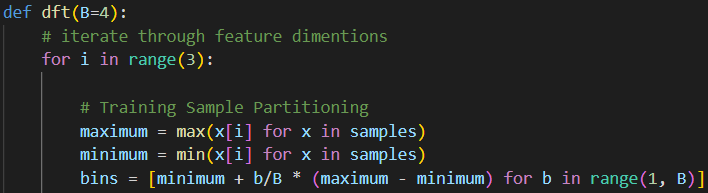 def dft(B=4):
# iterate through feature dimentions
for i in range(3):
# Training Sample Partitioning
maximum = max(x[i] for x in samples)
minimum = min(x[i] for x in samples)
bins = [minimum + b/B * (maximum - minimum) for b in range(1, B)]